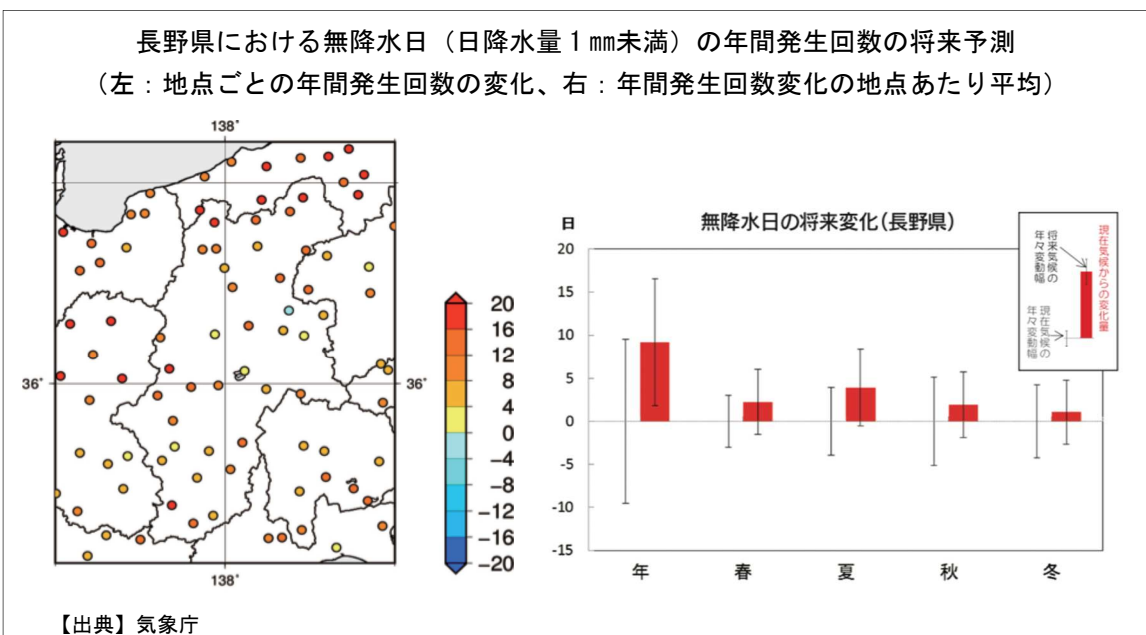 長野県における無降水日（日降水量１㎜未満）の年間発生回数の将来予測
（左：地点ごとの年間発生回数の変化、右：年間発生回数変化の地点あたり平均）
138°
36°
36°
138°
20
16
12
8
4
0
−4
−8
−12
−16
−20
日
無降水日の将来変化(長野県)
20
15
10
5
0
-5
-10
-15
年
春
夏
秋
冬
現在気候からの変化量
将来気候の
年々変動幅
現在気候の
年々変動幅
【出典】気象庁